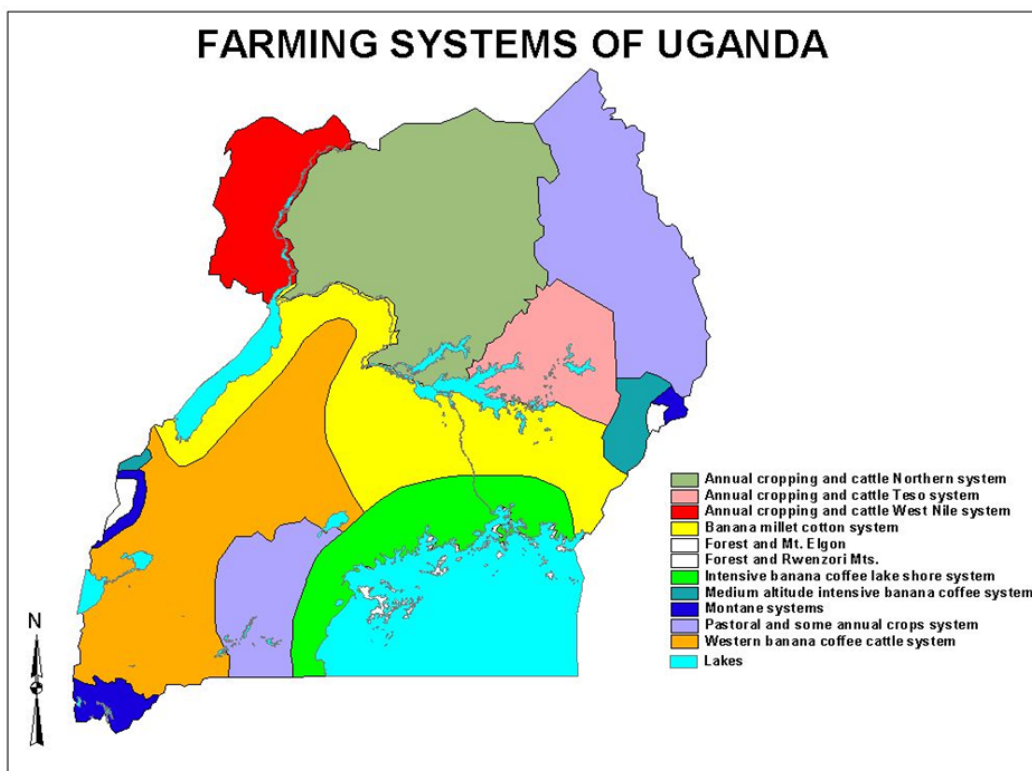 FARMING SYSTEMS OF UGANDA
Annual cropping and cattle Northern system
Annual cropping and cattle Teso system
Annual cropping and cattle West Nile system
Banana millet cotton system
Forest and Mt. Elgon
Forest and Rwenzori Mts.
Intensive banana coffee lake shore system
Medium altitude intensive banana coffee system
Montane systems
Pastoral and some annual crops system
Western banana coffee cattle system
Lakes
N